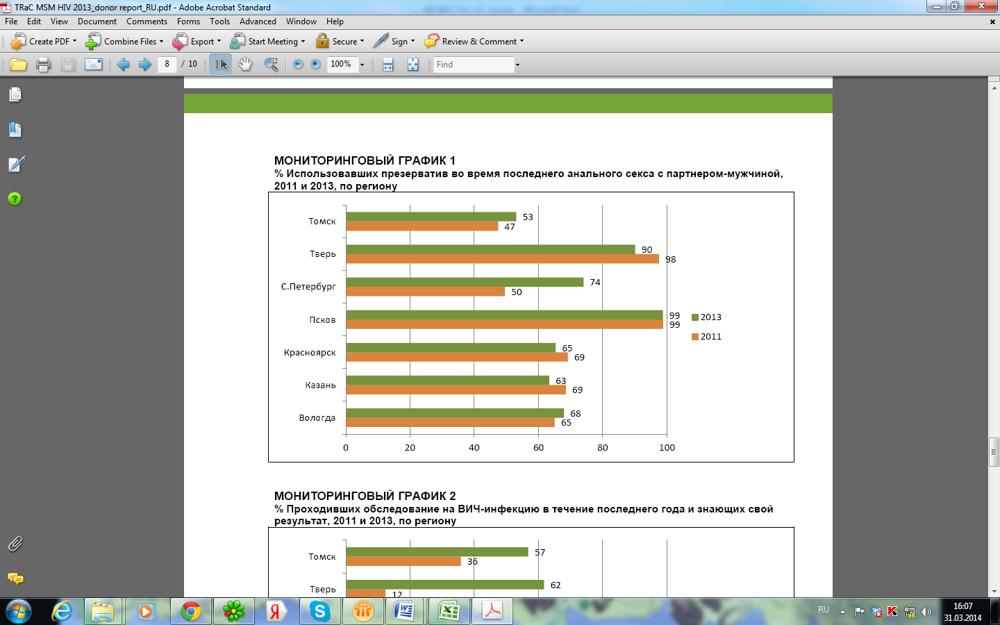 TRaC MSM HIV 2013_donor report_RU.pdf - Adobe Acrobat Standard
File Edit View Document Comments Forms Tools Advanced Window Help
Create PDF Combine Files Export Start Meeting Secure Sign Review & Comment
8 / 10 100% Find
МОНИТОРИНГОВЫЙ ГРАФИК 1
% Использовавших презерватив во время последнего анального секса с партнером-мужчиной,
2011 и 2013, по региону
Томск 53
47
Тверь 90
98
С.Петербург 74
50
Псков 99
99
2013
2011
Красноярск 65
69
Казань 63
69
Вологда 68
65
0 20 40 60 80 100
МОНИТОРИНГОВЫЙ ГРАФИК 2
% Проходивших обследование на ВИЧ-инфекцию в течение последнего года и знающих свой
результат, 2011 и 2013, по региону
Томск 57
36
Тверь 62
12
RU
16:07
31.03.2014